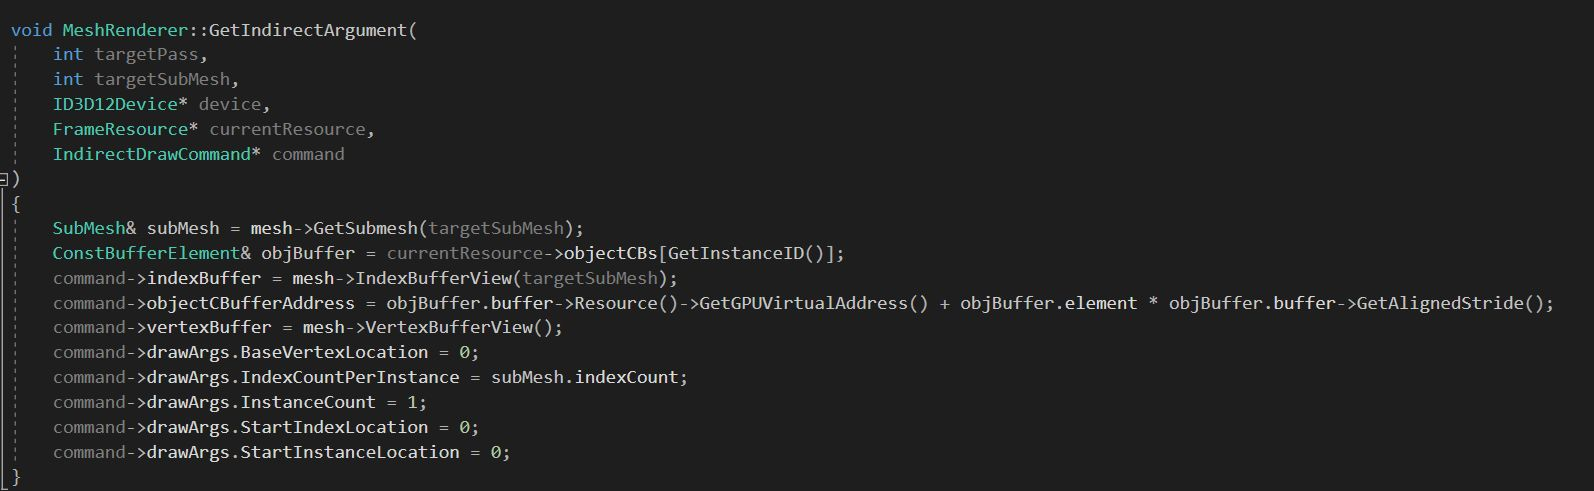 void MeshRenderer::GetIndirectArgument(
    int targetPass,
    int targetSubMesh,
    ID3D12Device* device,
    FrameResource* currentResource,
    IndirectDrawCommand* command
)
{
    SubMesh& subMesh = mesh->GetSubmesh(targetSubMesh);
    ConstBufferElement& objBuffer = currentResource->objectCBs[GetInstanceID()];
    command->indexBuffer = mesh->IndexBufferView(targetSubMesh);
    command->objectCBufferAddress = objBuffer.buffer->Resource()->GetGPUVirtualAddress() + objBuffer.element * objBuffer.buffer->GetAlignedStride();
    command->vertexBuffer = mesh->VertexBufferView();
    command->drawArgs.BaseVertexLocation = 0;
    command->drawArgs.IndexCountPerInstance = subMesh.indexCount;
    command->drawArgs.InstanceCount = 1;
    command->drawArgs.StartIndexLocation = 0;
    command->drawArgs.StartInstanceLocation = 0;
}